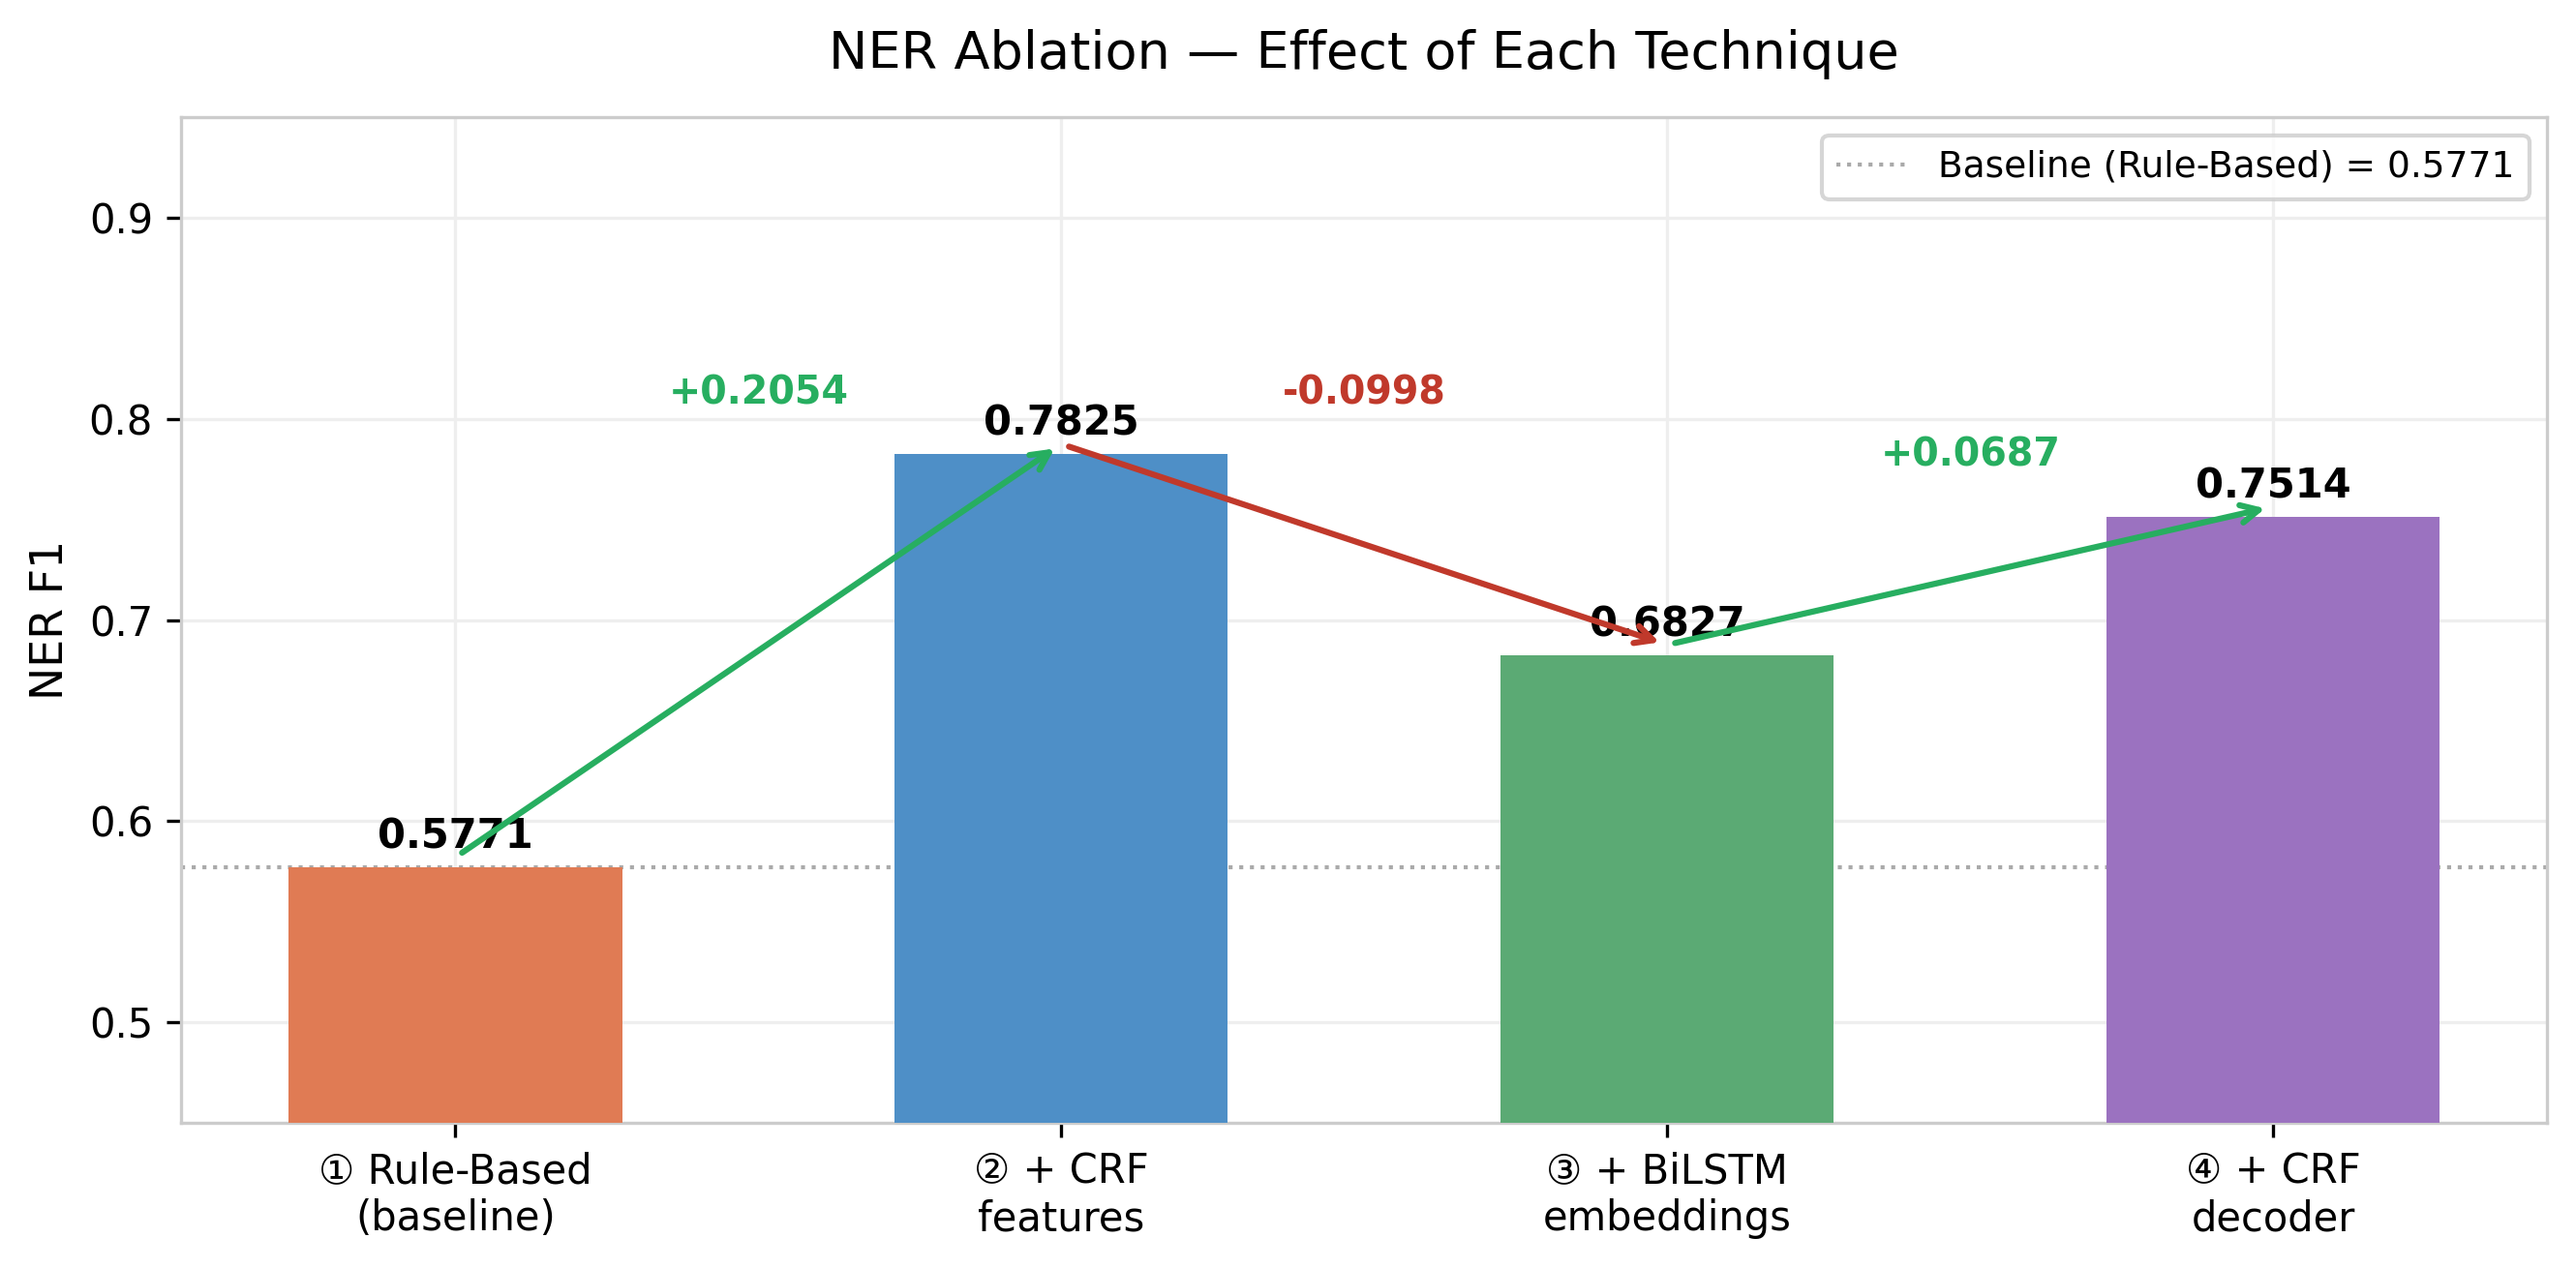 NER Ablation — Effect of Each Technique
Baseline (Rule-Based) = 0.5771
NER F1
0.9
0.8
0.7
0.6
0.5
+0.2054
-0.0998
+0.0687
0.5771
0.7825
0.6827
0.7514
① Rule-Based
(baseline)
② + CRF
features
③ + BiLSTM
embeddings
④ + CRF
decoder